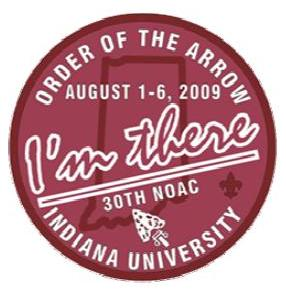 ORDER OF THE ARROW
AUGUST 1-6, 2009
I'm there
30TH NOAC
INDIANA UNIVERSITY